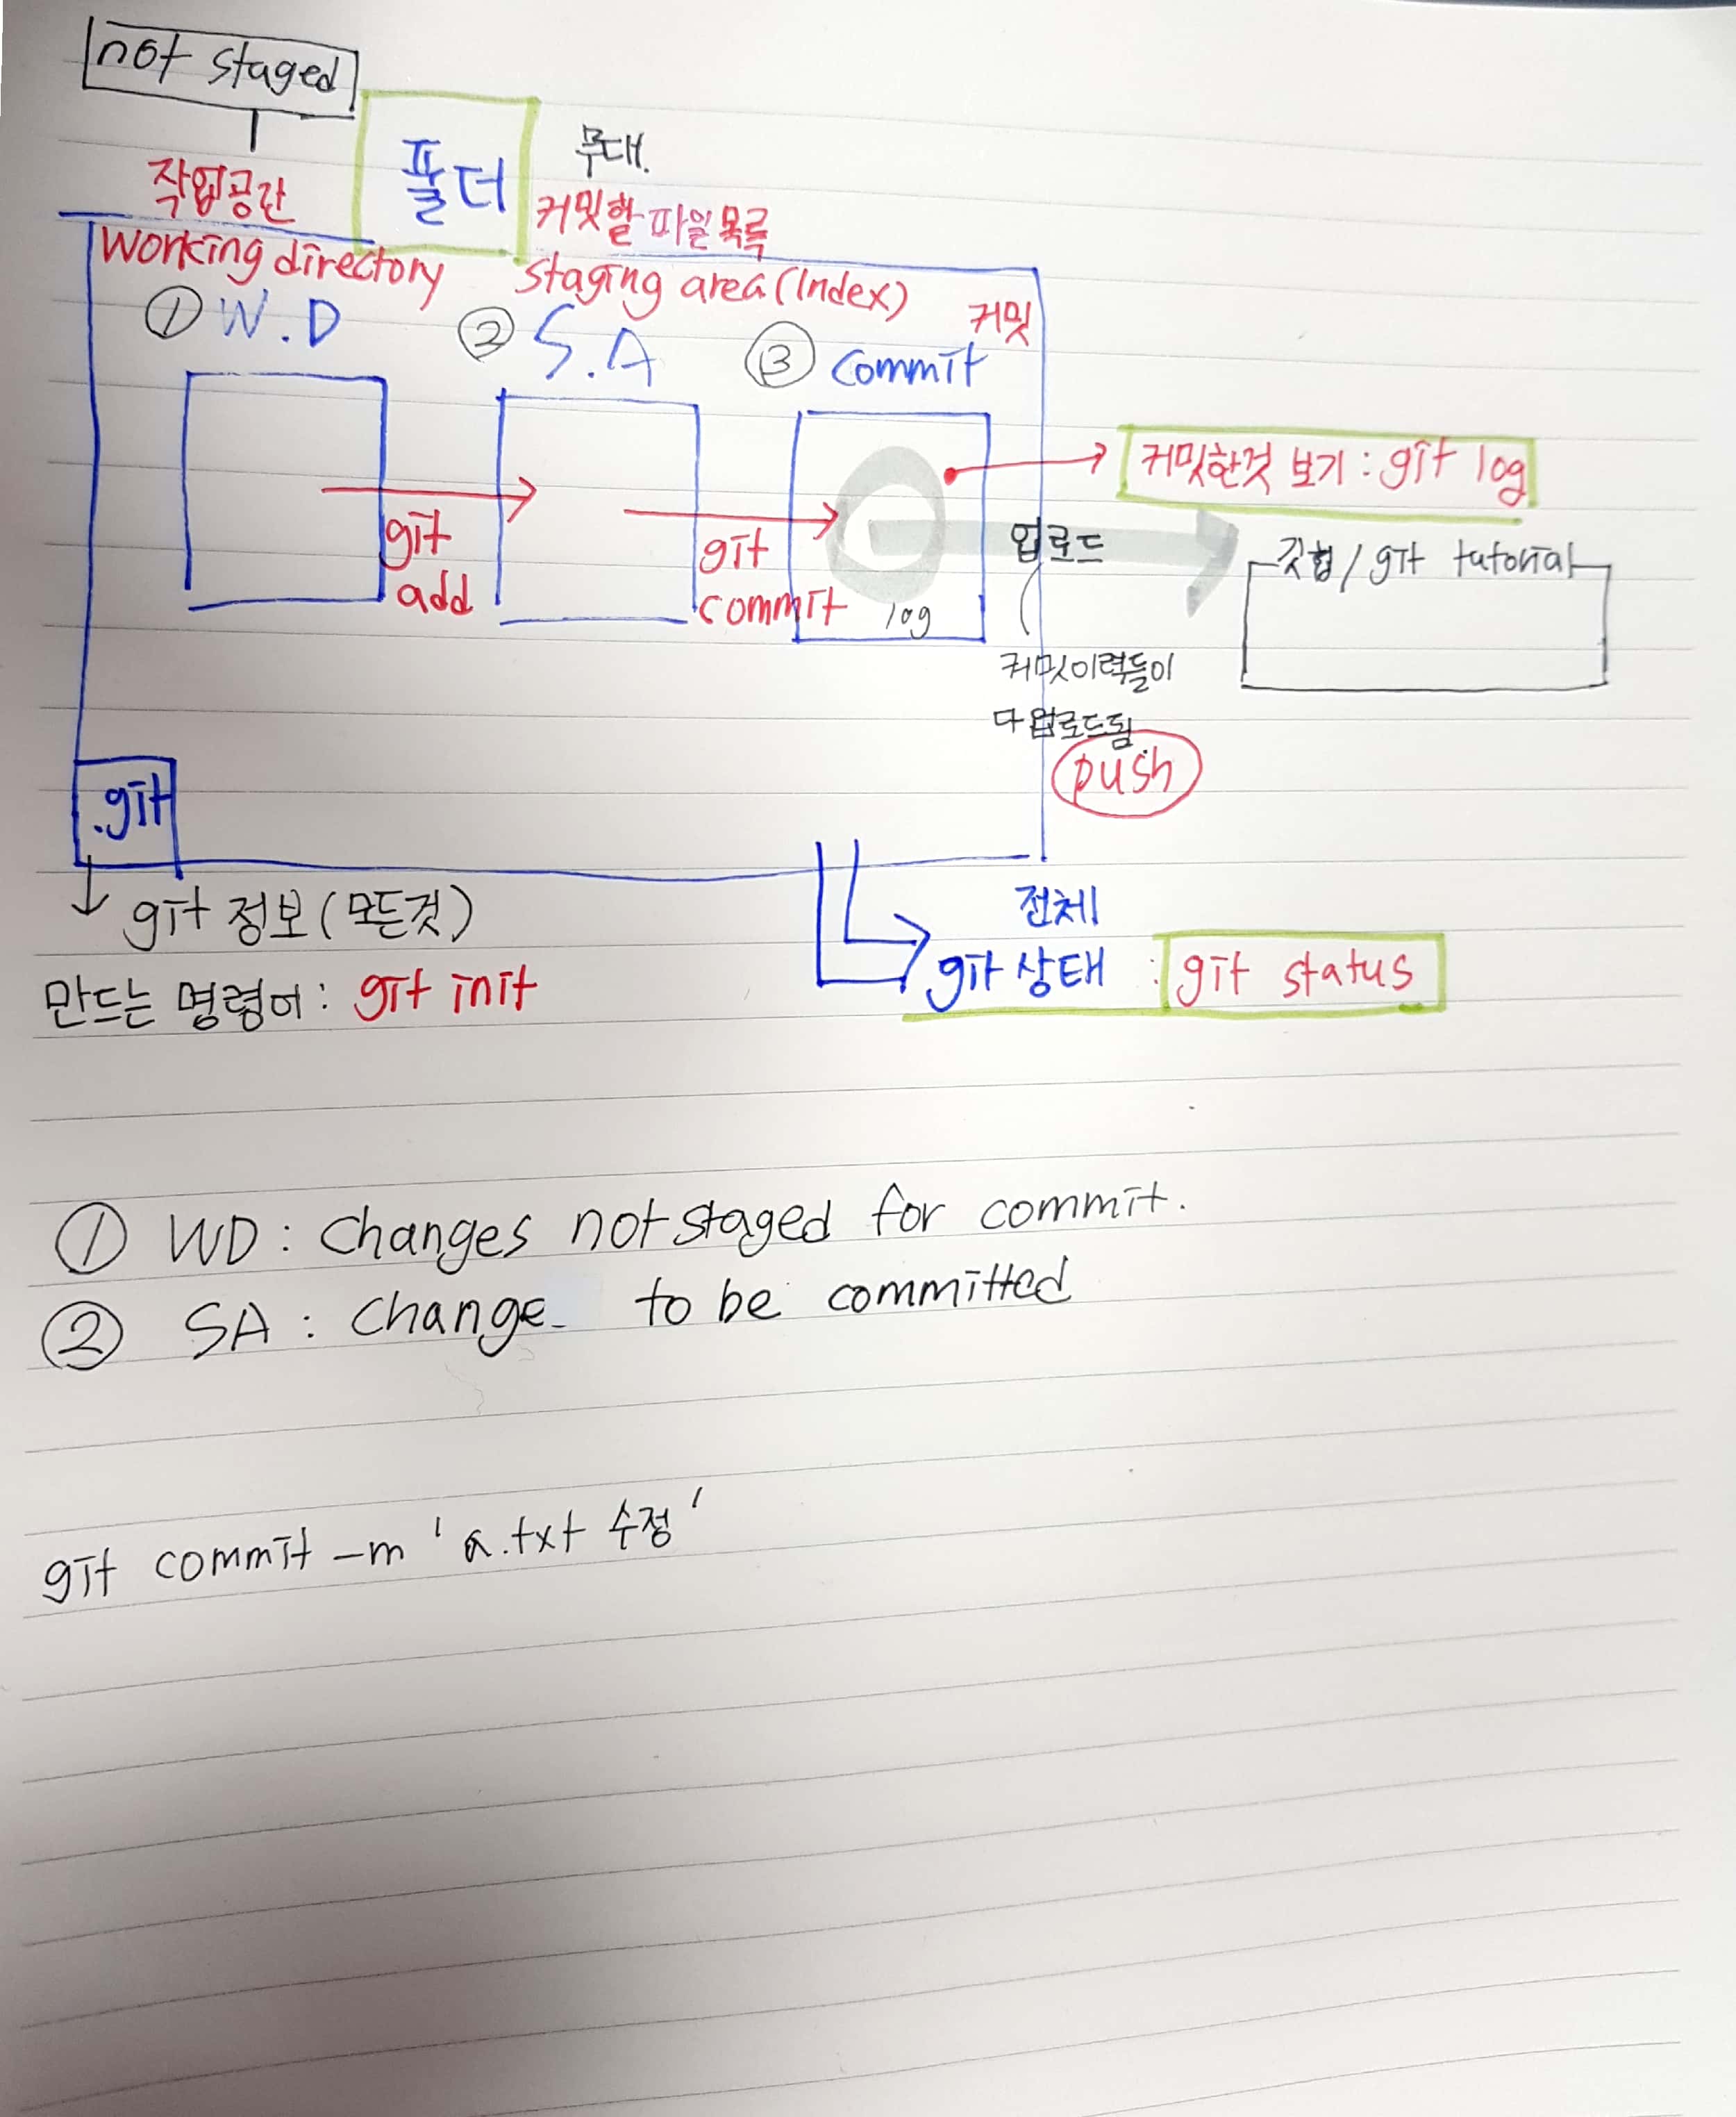 not staged
작업공간
폴더
무대.
커밋할 파일 목록
Working directory
staging area (Index)
커밋
① W.D
② S.A
③ Commit
git add
git commit
log
커밋한것 보기 : git log
업로드
깃헙 / git tutorial
커밋이력들이
다 업로드됨.
push
.git
git 정보 (모든것)
만드는 명령어 : git init
전체
git 상태 : git status
① WD : Changes not staged for commit.
② SA : Change to be committed
git commit -m 'a.txt 수정'